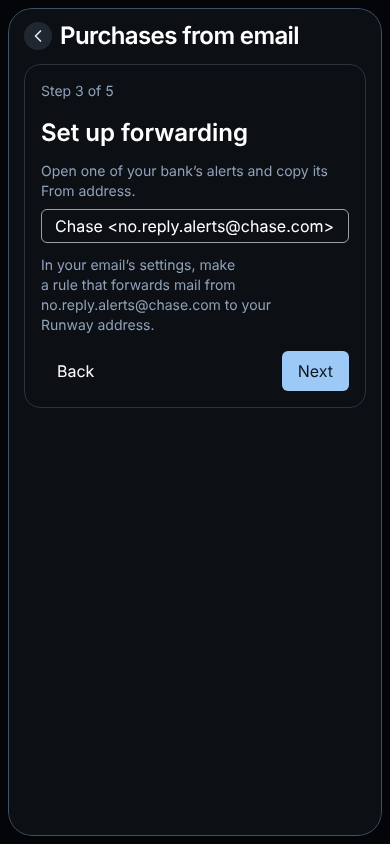 Purchases from email
Step 3 of 5
Set up forwarding
Open one of your bank’s alerts and copy its
From address.
Chase <no.reply.alerts@chase.com>
In your email’s settings, make
a rule that forwards mail from
no.reply.alerts@chase.com to your
Runway address.
Back
Next